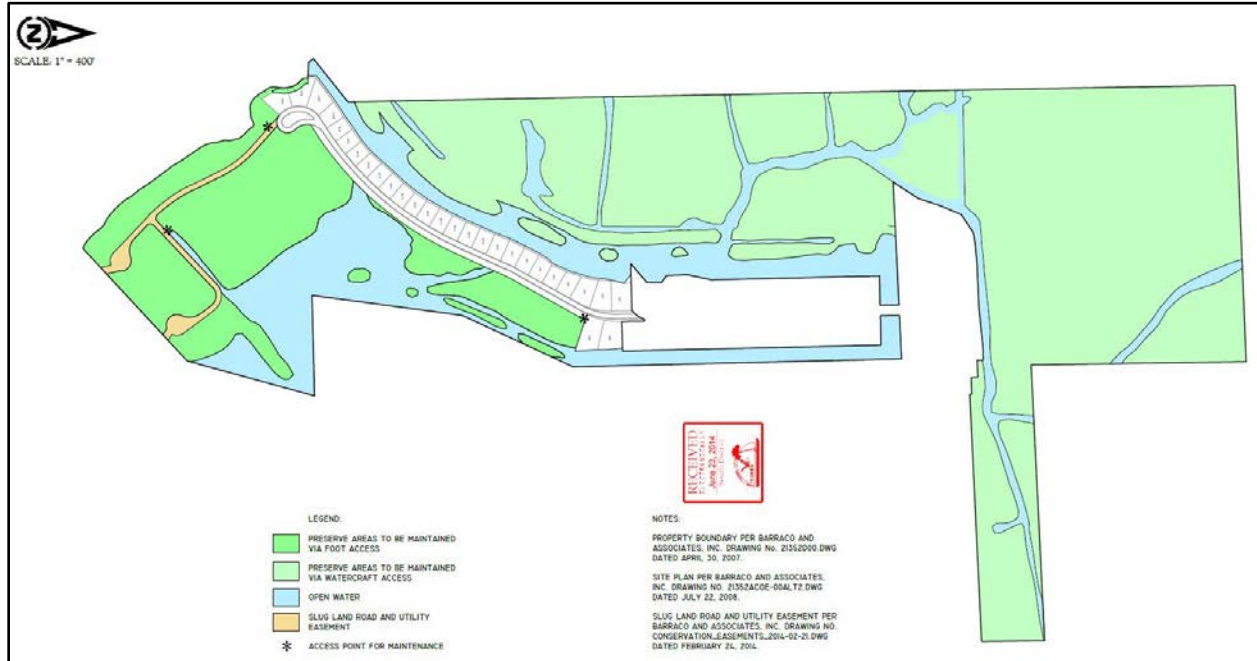 SCALE: 1" = 400'
RECEIVED
June 23, 2014
LEGEND:
PRESERVE AREAS TO BE MAINTAINED
VIA FOOT ACCESS
PRESERVE AREAS TO BE MAINTAINED
VIA WATERCRAFT ACCESS
OPEN WATER
SLUG LAND ROAD AND UTILITY
EASEMENT
* ACCESS POINT FOR MAINTENANCE
NOTES:
PROPERTY BOUNDARY PER BARRACO AND
ASSOCIATES, INC. DRAWING No. 21352D00.DWG
DATED APRIL 30, 2007.
SITE PLAN PER BARRACO AND ASSOCIATES,
INC. DRAWING NO. 21352ACOE-00ALT2.DWG
DATED JULY 22, 2008.
SLUG LAND ROAD AND UTILITY EASEMENT PER
BARRACO AND ASSOCIATES, INC. DRAWING NO.
CONSERVATION_EASEMENTS_2014-02-21.DWG
DATED FEBRUARY 24, 2014.